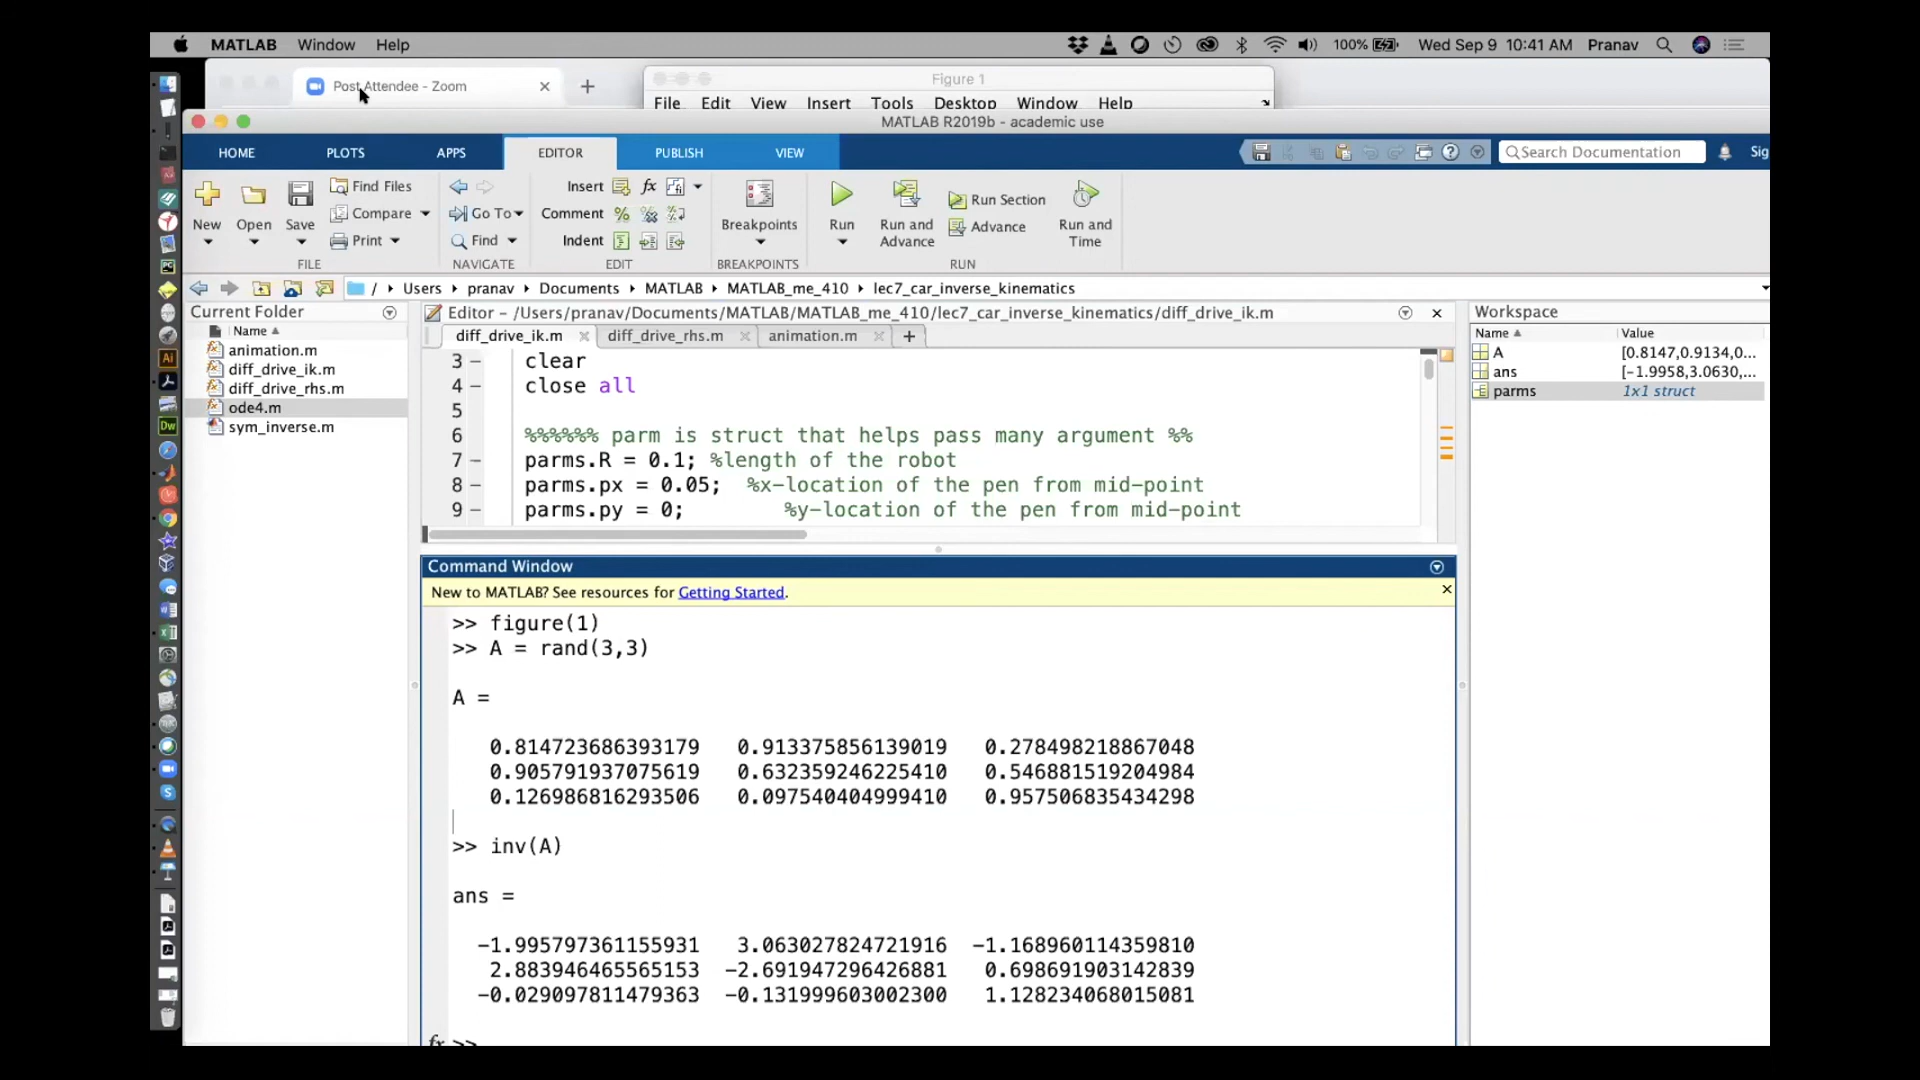 MATLAB Window Help 100% Wed Sep 9 10:41 AM Pranav
Post Attendee - Zoom
Figure 1
File Edit View Insert Tools Desktop Window Help
MATLAB R2019b - academic use
HOME PLOTS APPS EDITOR PUBLISH VIEW Search Documentation Sig
New Open Save Find Files Compare Print
Go To Find
Insert fx
Comment
Indent
Breakpoints
Run Run and Advance Run Section Advance Run and Time
FILE NAVIGATE EDIT BREAKPOINTS RUN
/ Users pranav Documents MATLAB MATLAB_me_410 lec7_car_inverse_kinematics
Current Folder
Name
animation.m
diff_drive_ik.m
diff_drive_rhs.m
ode4.m
sym_inverse.m
Editor – /Users/pranav/Documents/MATLAB/MATLAB_me_410/lec7_car_inverse_kinematics/diff_drive_ik.m
diff_drive_ik.m diff_drive_rhs.m animation.m
3 – clear
4 – close all
5
6 %%%%%% parm is struct that helps pass many argument %%
7 – parms.R = 0.1; %length of the robot
8 – parms.px = 0.05; %x-location of the pen from mid-point
9 – parms.py = 0; %y-location of the pen from mid-point
Workspace
Name Value
A [0.8147,0.9134,0...
ans [-1.9958,3.0630,...
parms 1x1 struct
Command Window
New to MATLAB? See resources for Getting Started.
>> figure(1)
>> A = rand(3,3)
A =
0.814723686393179 0.913375856139019 0.278498218867048
0.905791937075619 0.632359246225410 0.546881519204984
0.126986816293506 0.097540404999410 0.957506835434298
>> inv(A)
ans =
-1.995797361155931 3.063027824721916 -1.168960114359810
2.883946465565153 -2.691947296426881 0.698691903142839
-0.029097811479363 -0.131999603002300 1.128234068015081
fx >>